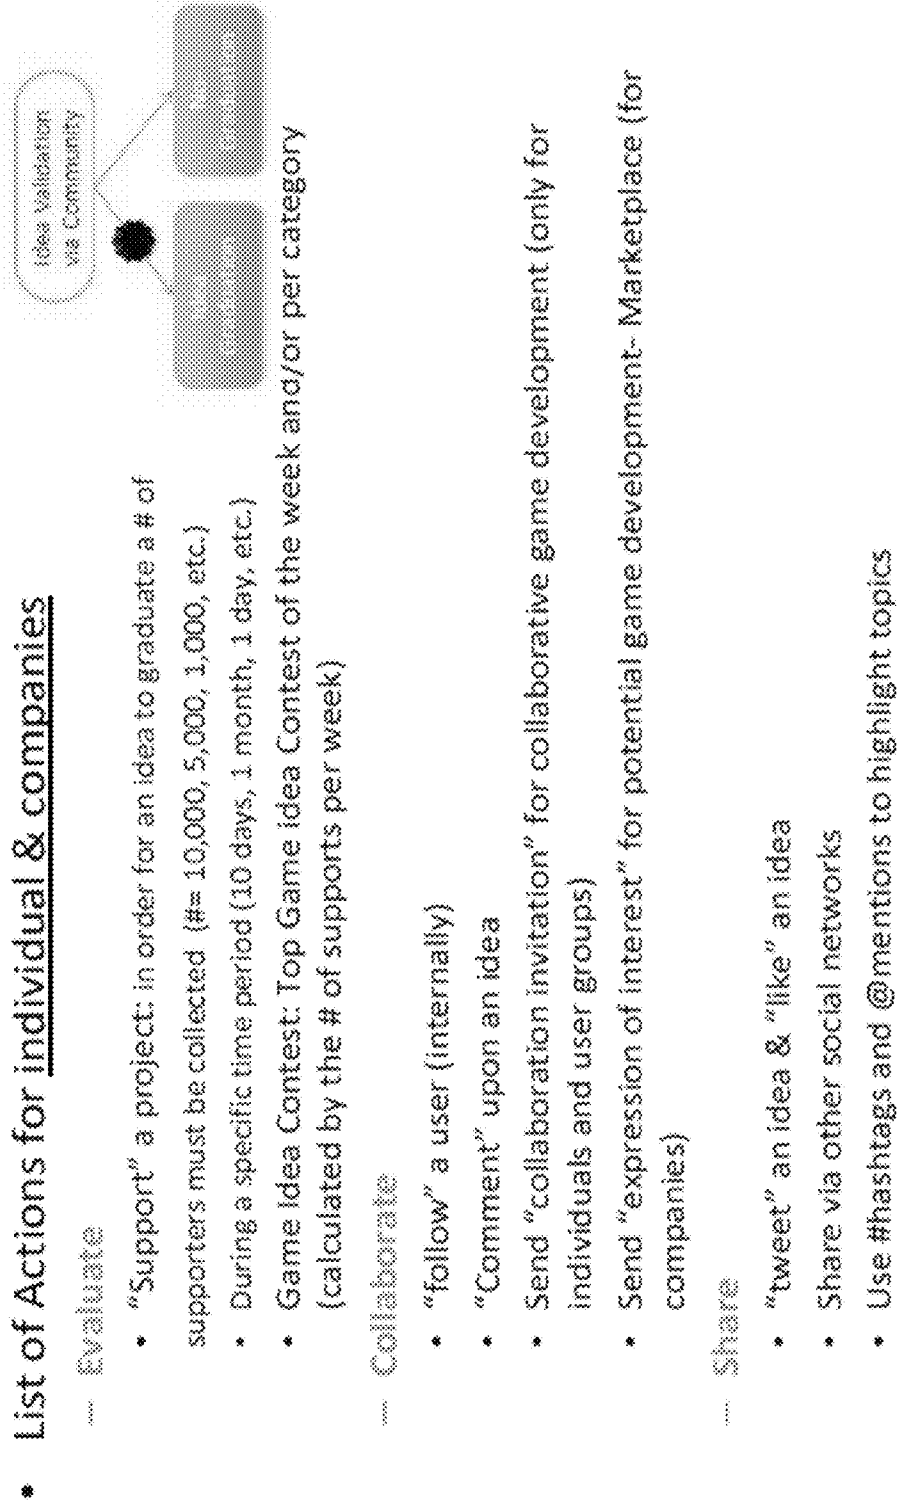 • List of Actions for individual & companies
Idea Validation
via Community
— Evaluate
• "Support" a project: in order for an idea to graduate a # of
supporters must be collected (#= 10,000, 5,000, 1,000, etc.)
• During a specific time period (10 days, 1 month, 1 day, etc.)
• Game Idea Contest: Top Game idea Contest of the week and/or per category
(calculated by the # of supports per week)
— Collaborate
• "follow" a user (internally)
• "Comment" upon an idea
• Send "collaboration invitation" for collaborative game development (only for
individuals and user groups)
• Send "expression of interest" for potential game development- Marketplace (for
companies)
— Share
• "tweet" an idea & "like" an idea
• Share via other social networks
• Use #hashtags and @mentions to highlight topics